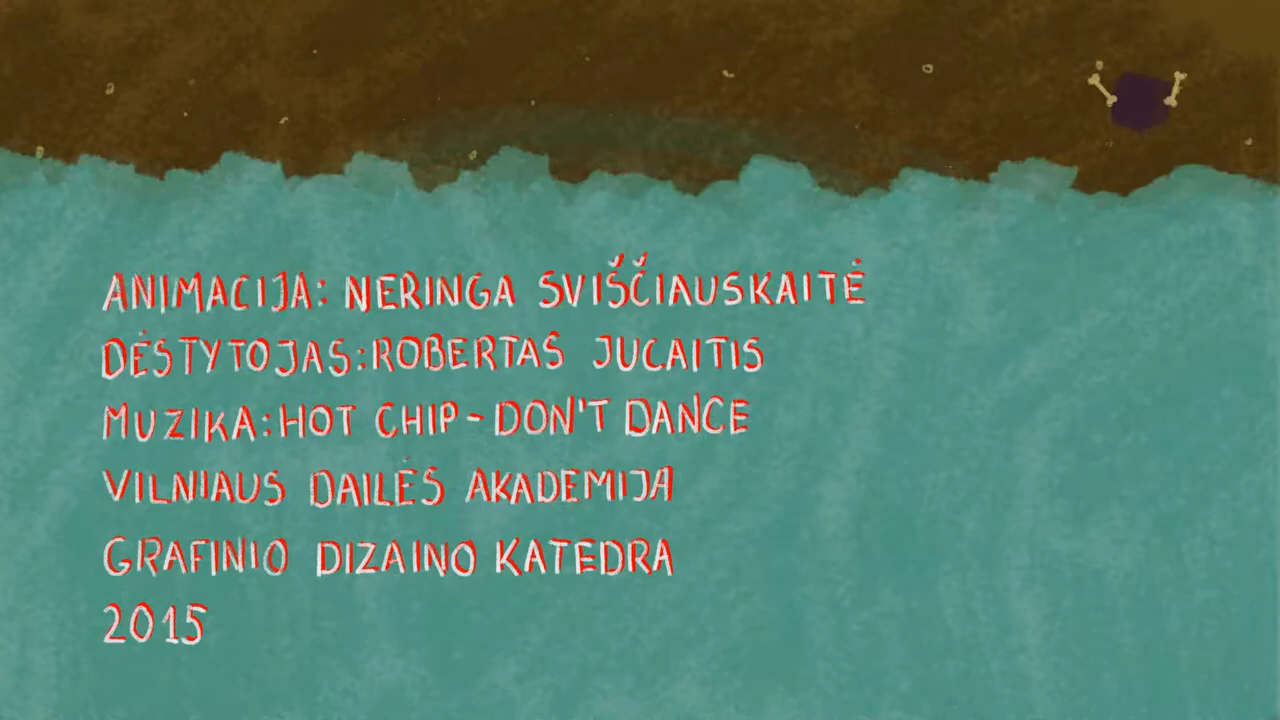 ANIMACIJA: NERINGA SVIŠČIAUSKAITĖ
DĖSTYTOJAS: ROBERTAS JUCAITIS
MUZIKA: HOT CHIP - DON'T DANCE
VILNIAUS DAILĖS AKADEMIJA
GRAFINIO DIZAINO KATEDRA
2015